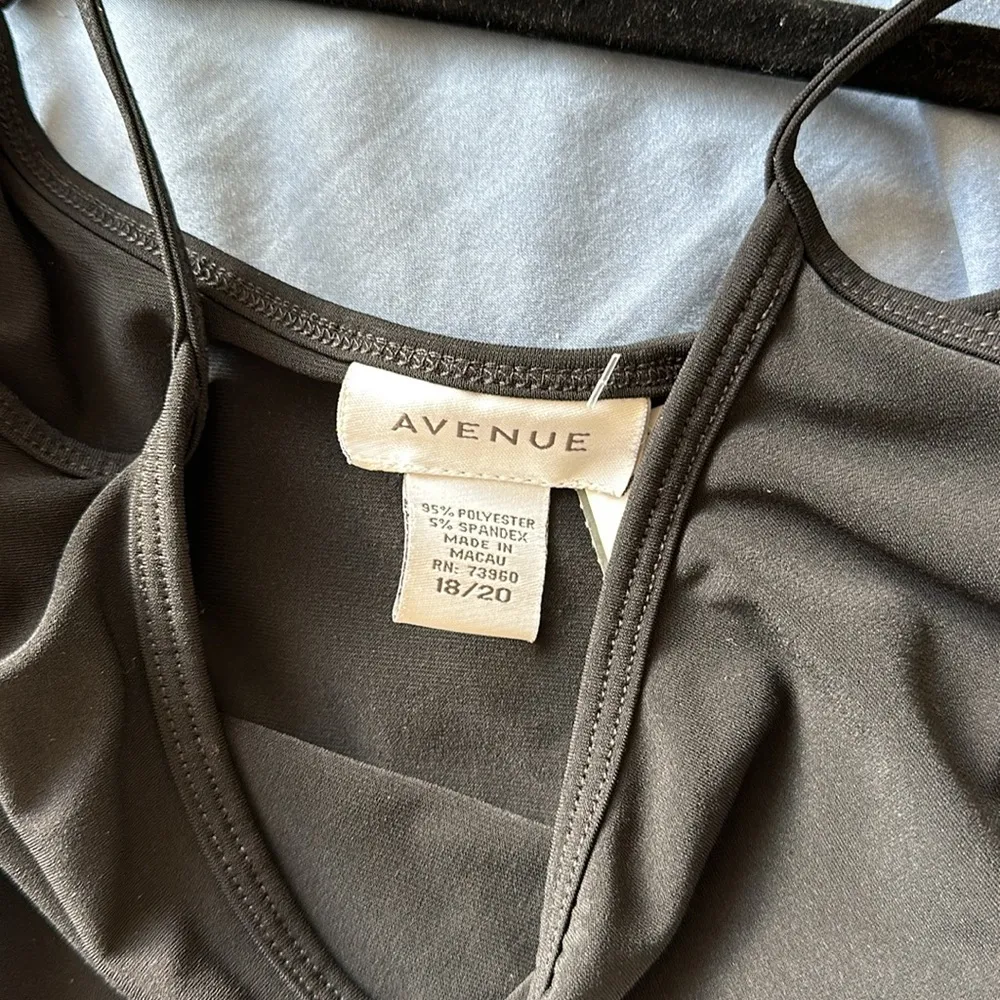 AVENUE
95% POLYESTER
5% SPANDEX
MADE IN
MACAU
RN: 73960
18/20